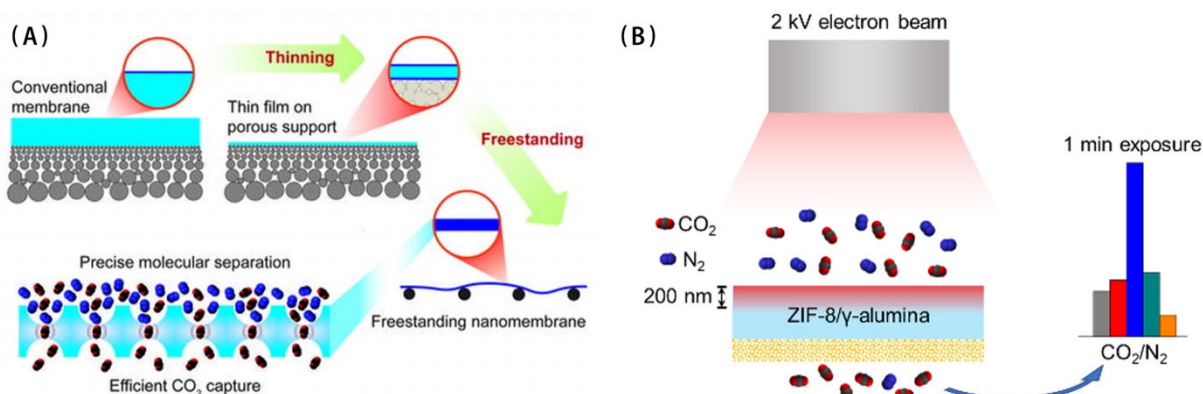 (A)
Thinning
Conventional
membrane
Thin film on
porous support
Freestanding
Precise molecular separation
Freestanding nanomembrane
Efficient CO₂ capture
(B)
2 kV electron beam
1 min exposure
CO₂
N₂
200 nm
ZIF-8/γ-alumina
CO₂/N₂